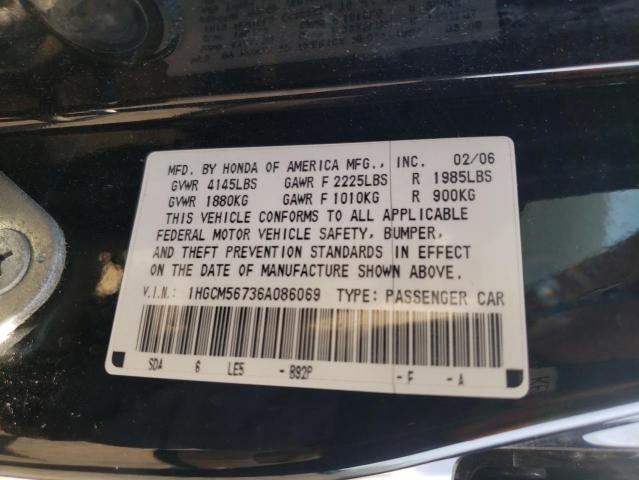 MFD. BY HONDA OF AMERICA MFG., INC. 02/06
GVWR 4145LBS GAWR F 2225LBS R 1985LBS
GVWR 1880KG GAWR F 1010KG R 900KG
THIS VEHICLE CONFORMS TO ALL APPLICABLE
FEDERAL MOTOR VEHICLE SAFETY, BUMPER,
AND THEFT PREVENTION STANDARDS IN EFFECT
ON THE DATE OF MANUFACTURE SHOWN ABOVE.
V.I.N.: 1HGCM56736A086069 TYPE: PASSENGER CAR
SDA 6 LE5 - B92P - F - A